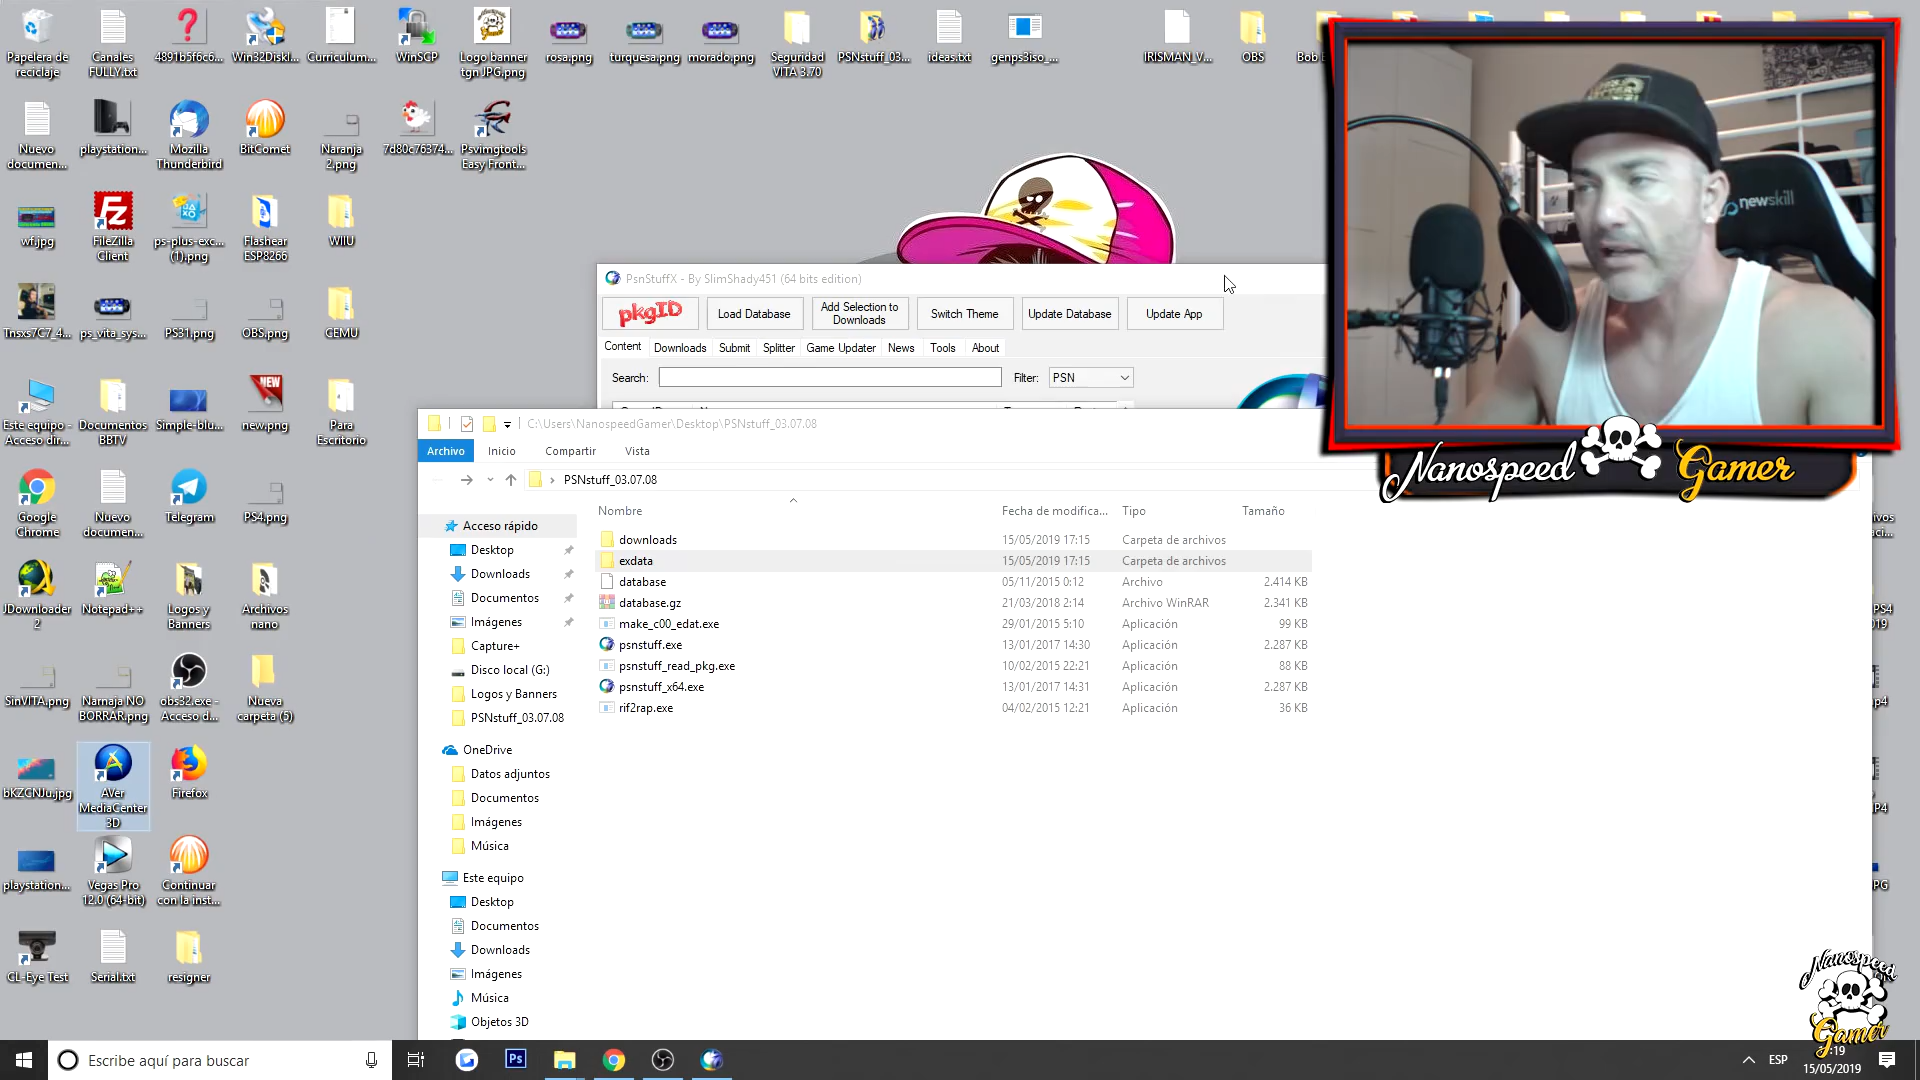 Papelera de
reciclaje
Canales
FULLY.txt
4891b5f6c6...
Win32Diskl...
Curriculum...
WinSCP
Logo banner
tgn JPG.png
rosa.png
turquesa.png
morado.png
Seguridad
VITA 3.70
PSNstuff_03...
ideas.txt
genps3iso_...
IRISMAN_V...
OBS
Bob
Nuevo
documen...
playstation...
Mozilla
Thunderbird
BitComet
Naranja
2.png
7d80c76374...
Psvimgtools
Easy Front...
wf.jpg
FileZilla
Client
ps-plus-exc...
(1).png
Flashear
ESP8266
WIIU
Tnsxs7C7_4...
ps_vita_sys...
PS31.png
OBS.png
CEMU
Este equipo -
Acceso dir...
Documentos
BBTV
Simple-blu...
new.png
Para
Escritorio
Google
Chrome
Nuevo
documen...
Telegram
PS4.png
JDownloader
2
Notepad++
Logos y
Banners
Archivos
nano
SinVITA.png
Narnaja NO
BORRAR.png
obs32.exe -
Acceso d...
Nueva
carpeta (5)
bKZCNJu.jpg
AVer
MediaCenter
3D
Firefox
playstation...
Vegas Pro
12.0 (64-bit)
Continuar
con la inst...
CL-Eye Test
Serial.txt
resigner
PsnStuffX - By SlimShady451 (64 bits edition)
pkgID
Load Database
Add Selection to
Downloads
Switch Theme
Update Database
Update App
Content
Downloads
Submit
Splitter
Game Updater
News
Tools
About
Search:
Filter:
PSN
C:\Users\NanospeedGamer\Desktop\PSNstuff_03.07.08
Archivo
Inicio
Compartir
Vista
PSNstuff_03.07.08
Nombre
Fecha de modifica...
Tipo
Tamaño
downloads 15/05/2019 17:15 Carpeta de archivos
exdata 15/05/2019 17:15 Carpeta de archivos
database 05/11/2015 0:12 Archivo 2.414 KB
database.gz 21/03/2018 2:14 Archivo WinRAR 2.341 KB
make_c00_edat.exe 29/01/2015 5:10 Aplicación 99 KB
psnstuff.exe 13/01/2017 14:30 Aplicación 2.287 KB
psnstuff_read_pkg.exe 10/02/2015 22:21 Aplicación 88 KB
psnstuff_x64.exe 13/01/2017 14:31 Aplicación 2.287 KB
rif2rap.exe 04/02/2015 12:21 Aplicación 36 KB
Acceso rápido
Desktop
Downloads
Documentos
Imágenes
Capture+
Disco local (G:)
Logos y Banners
PSNstuff_03.07.08
OneDrive
Datos adjuntos
Documentos
Imágenes
Música
Este equipo
Desktop
Documentos
Downloads
Imágenes
Música
Objetos 3D
newskill
Nanospeed
Gamer
Nanospeed
Gamer
Escribe aquí para buscar
Ps
ESP
:19
15/05/2019